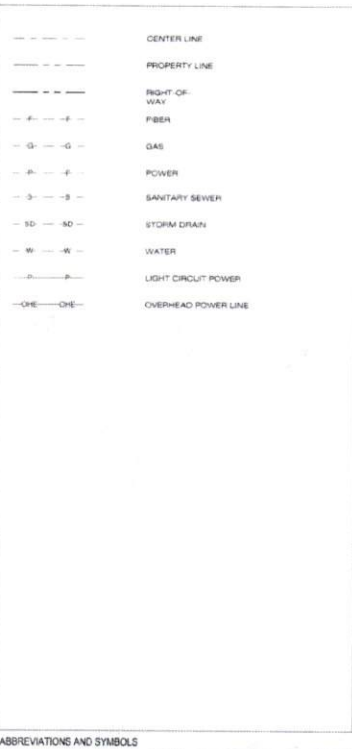 CENTER LINE
PROPERTY LINE
RIGHT-OF-
WAY
F F FIBER
G G GAS
P P POWER
S S SANITARY SEWER
SD SD STORM DRAIN
W W WATER
P P LIGHT CIRCUIT POWER
OHE OHE OVERHEAD POWER LINE
ABBREVIATIONS AND SYMBOLS